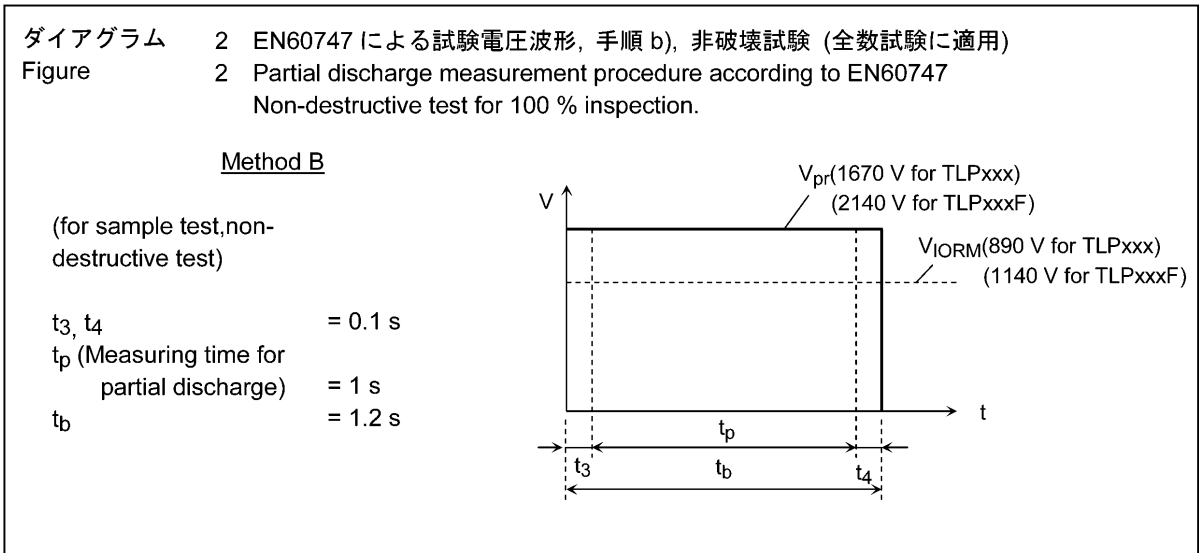 ダイアグラム 2 EN60747 による試験電圧波形, 手順 b), 非破壊試験 (全数試験に適用)
Figure 2 Partial discharge measurement procedure according to EN60747
Non-destructive test for 100 % inspection.
Method B
(for sample test,non-
destructive test)
t3, t4 = 0.1 s
tp (Measuring time for
partial discharge) = 1 s
tb = 1.2 s
Vpr(1670 V for TLPxxx)
(2140 V for TLPxxxF)
V
VIORM(890 V for TLPxxx)
(1140 V for TLPxxxF)
t
tp
t3 tb t4